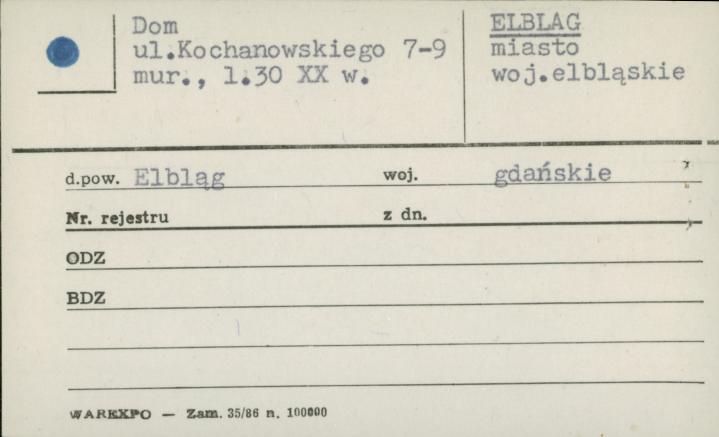 Dom
ul.Kochanowskiego 7-9
mur., l.30 XX w.
ELBLAG
miasto
woj.elbląskie
d.pow. Elbląg woj. gdańskie
Nr. rejestru z dn.
ODZ
BDZ
WAREXPO — Zam. 35/86 n. 100000